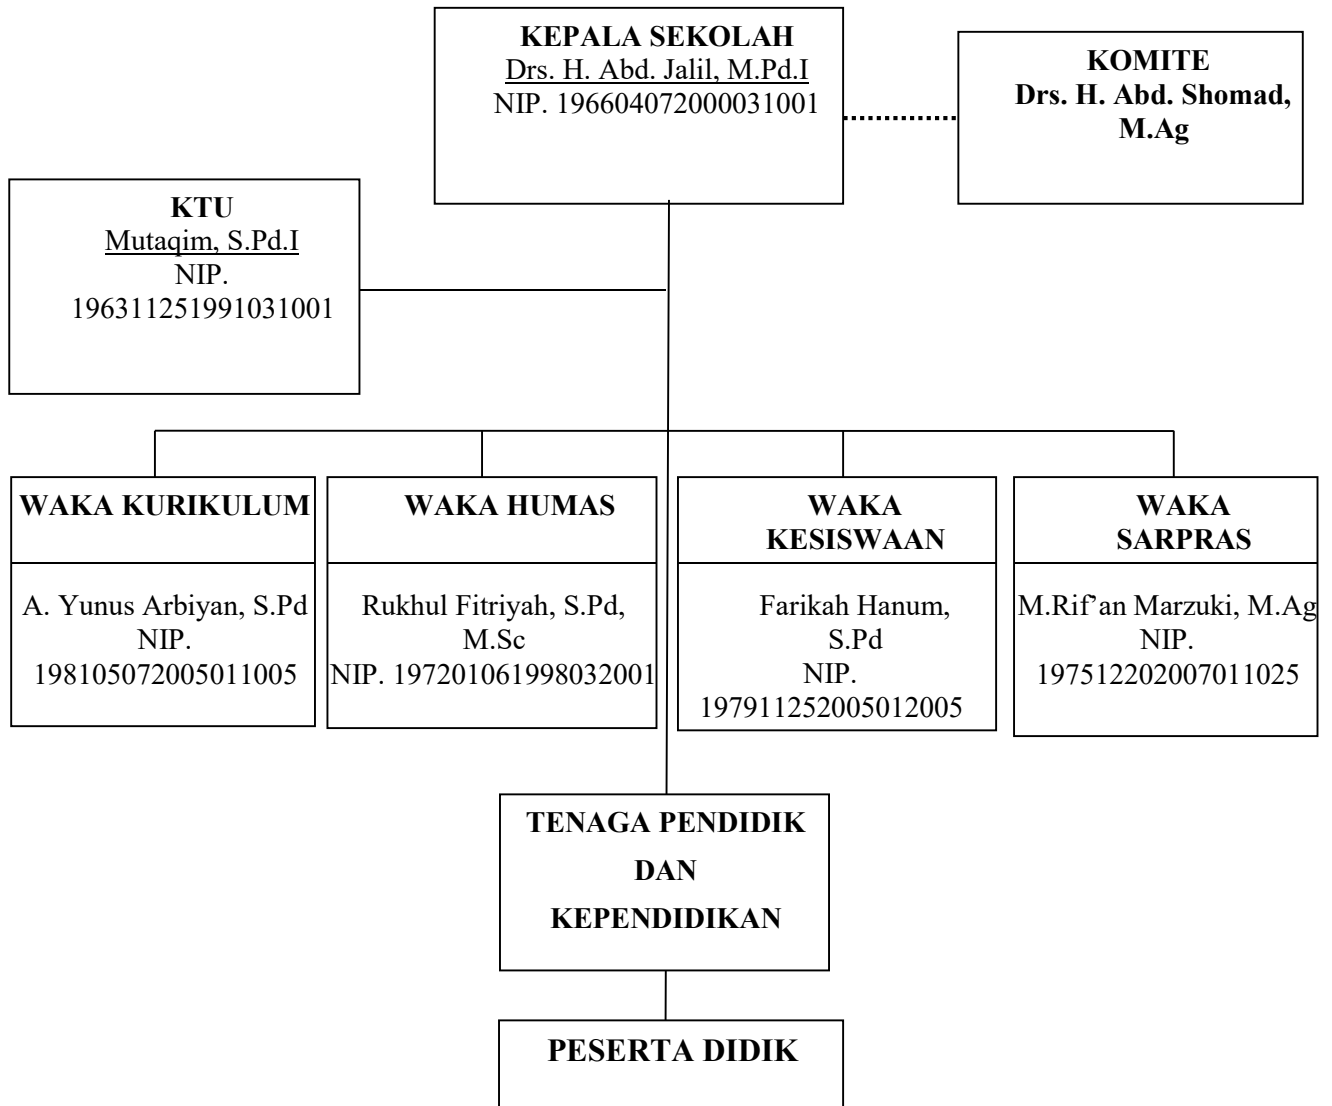 KEPALA SEKOLAH
Drs. H. Abd. Jalil, M.Pd.I
NIP. 196604072000031001
KOMITE
Drs. H. Abd. Shomad,
M.Ag
KTU
Mutaqim, S.Pd.I
NIP.
196311251991031001
WAKA KURIKULUM
A. Yunus Arbiyan, S.Pd
NIP.
198105072005011005
WAKA HUMAS
Rukhul Fitriyah, S.Pd,
M.Sc
NIP. 197201061998032001
WAKA
KESISWAAN
Farikah Hanum,
S.Pd
NIP.
197911252005012005
WAKA
SARPRAS
M.Rif’an Marzuki, M.Ag
NIP.
197512202007011025
TENAGA PENDIDIK
DAN
KEPENDIDIKAN
PESERTA DIDIK